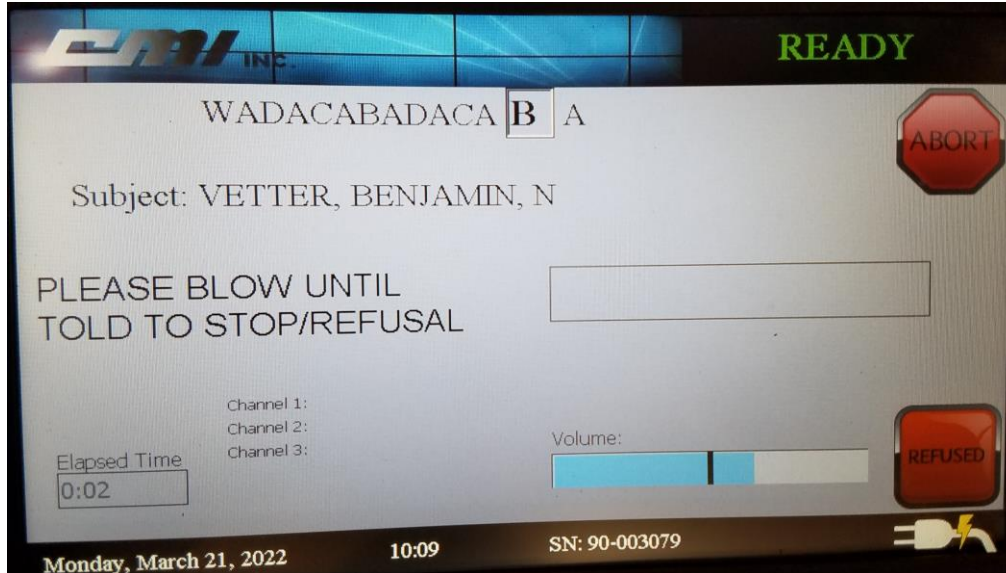 CMI INC.
READY
WADACABADACA B A
ABORT
Subject: VETTER, BENJAMIN, N
PLEASE BLOW UNTIL
TOLD TO STOP/REFUSAL
Channel 1:
Channel 2:
Channel 3:
Elapsed Time
0:02
Volume:
REFUSED
Monday, March 21, 2022
10:09
SN: 90-003079